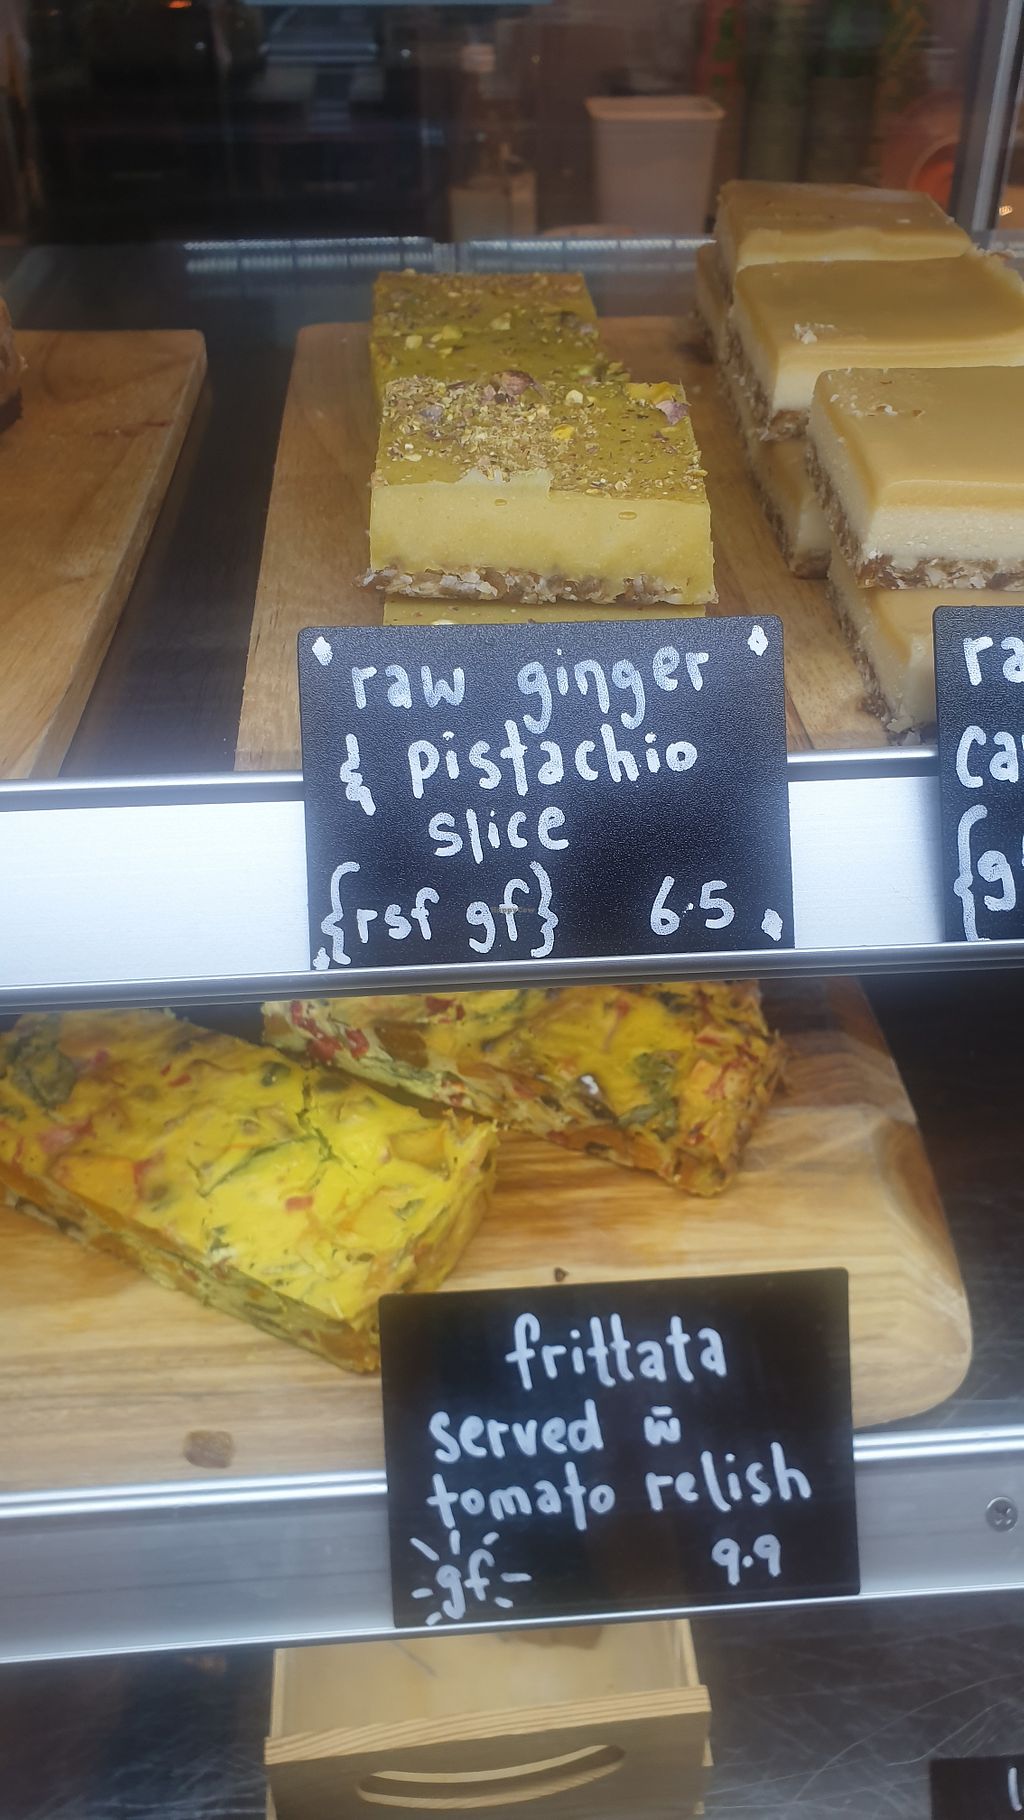 raw ginger
& pistachio
slice
{rsf gf} 6.5
frittata
served w̄
tomato relish
gf 9.9